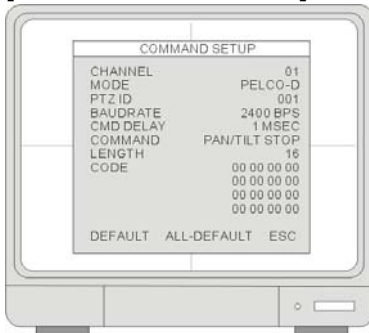 COMMAND SETUP
CHANNEL 01
MODE PELCO-D
PTZ ID 001
BAUDRATE 2400 BPS
CMD DELAY 1 MSEC
COMMAND PAN/TILT STOP
LENGTH 16
CODE 00 00 00 00
00 00 00 00
00 00 00 00
00 00 00 00
DEFAULT ALL-DEFAULT ESC